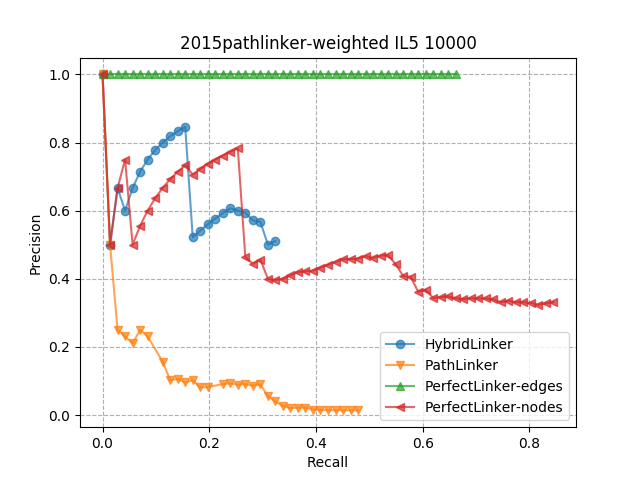 2015pathlinker-weighted IL5 10000
Precision
1.0
0.8
0.6
0.4
0.2
0.0
0.0 0.2 0.4 0.6 0.8
Recall
HybridLinker
PathLinker
PerfectLinker-edges
PerfectLinker-nodes